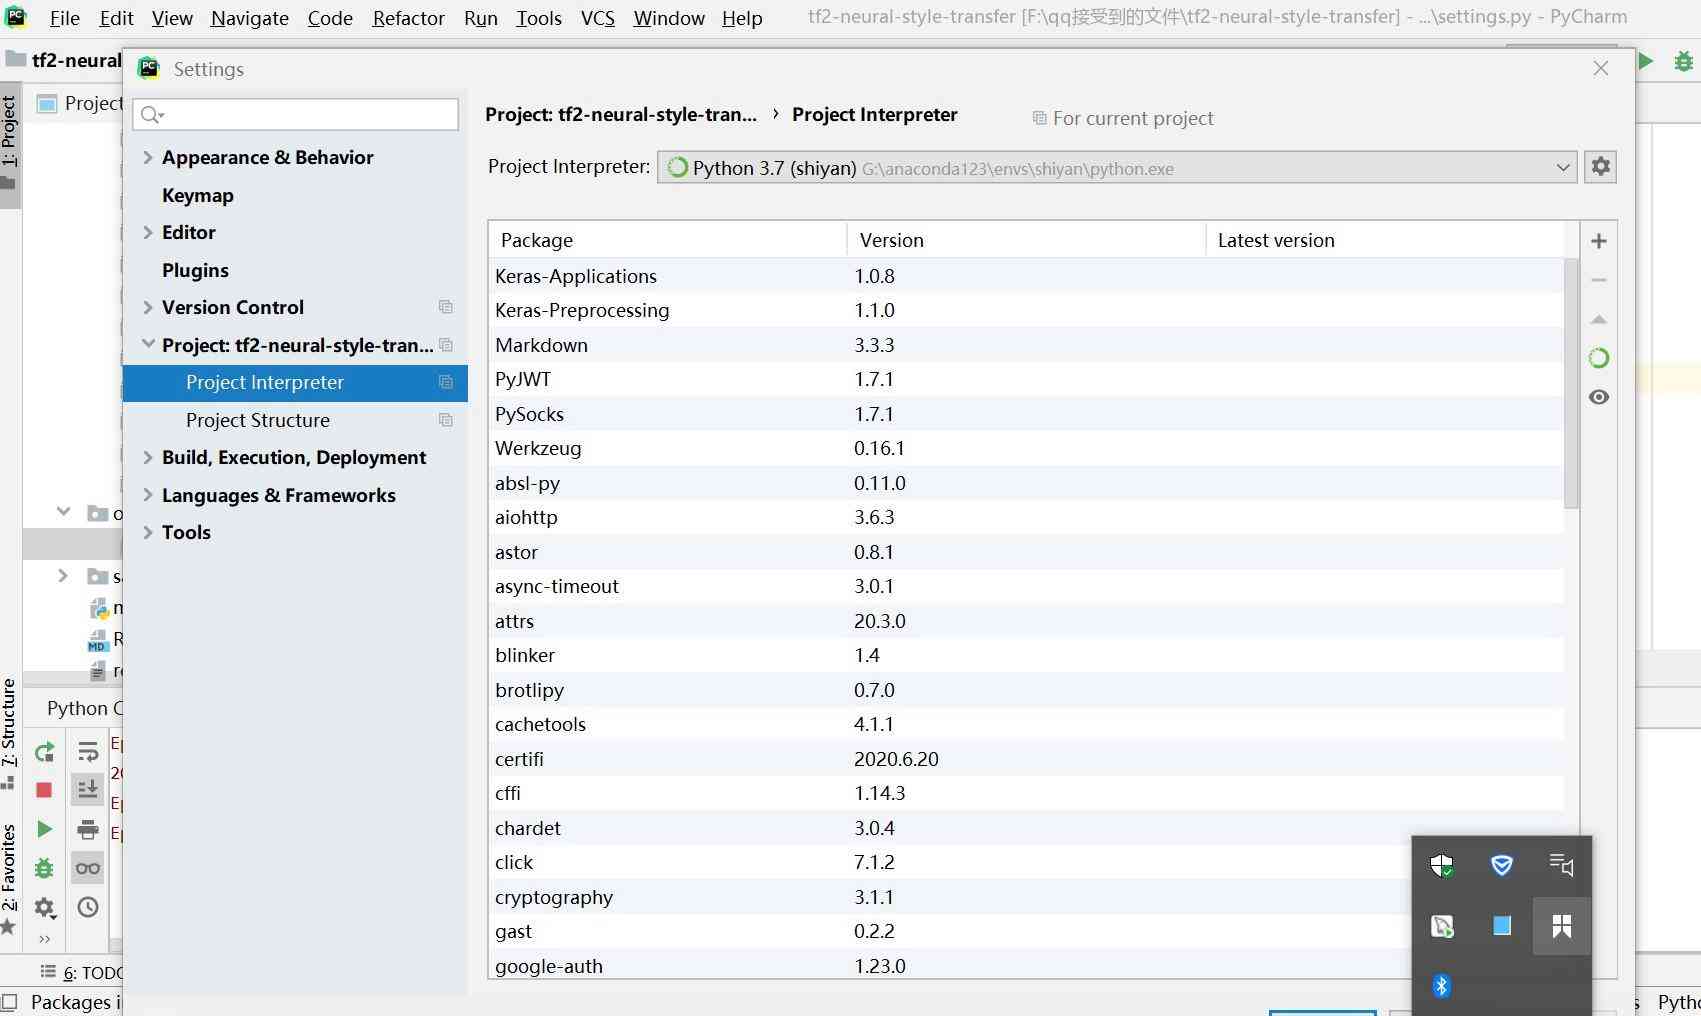 File Edit View Navigate Code Refactor Run Tools VCS Window Help tf2-neural-style-transfer [F:\qq接受到的文件\tf2-neural-style-transfer] - ...\settings.py - PyCharm
tf2-neural
Settings
1: Project
Project
Project: tf2-neural-style-tran... › Project Interpreter For current project
Project Interpreter: Python 3.7 (shiyan) G:\anaconda123\envs\shiyan\python.exe
Appearance & Behavior
Keymap
Editor
Plugins
Version Control
Project: tf2-neural-style-tran...
Project Interpreter
Project Structure
Build, Execution, Deployment
Languages & Frameworks
Tools
Package Version Latest version
Keras-Applications 1.0.8
Keras-Preprocessing 1.1.0
Markdown 3.3.3
PyJWT 1.7.1
PySocks 1.7.1
Werkzeug 0.16.1
absl-py 0.11.0
aiohttp 3.6.3
astor 0.8.1
async-timeout 3.0.1
attrs 20.3.0
blinker 1.4
brotlipy 0.7.0
cachetools 4.1.1
certifi 2020.6.20
cffi 1.14.3
chardet 3.0.4
click 7.1.2
cryptography 3.1.1
gast 0.2.2
google-auth 1.23.0
MD
Python C
7: Structure
2: Favorites
Ep
20
Ep
Ep
6: TODO
Packages i
Pytho